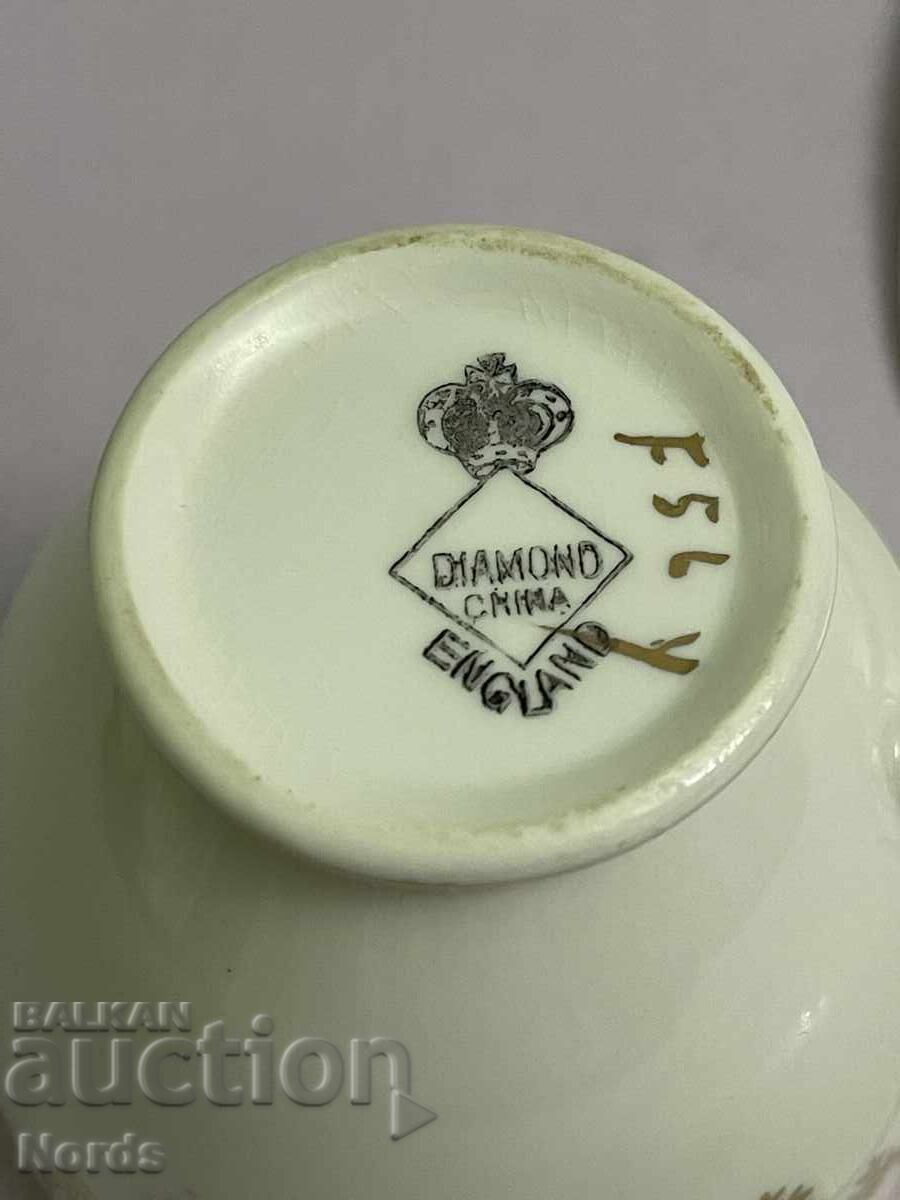 DIAMOND
CHINA
ENGLAND
BALKAN
auction
Nords